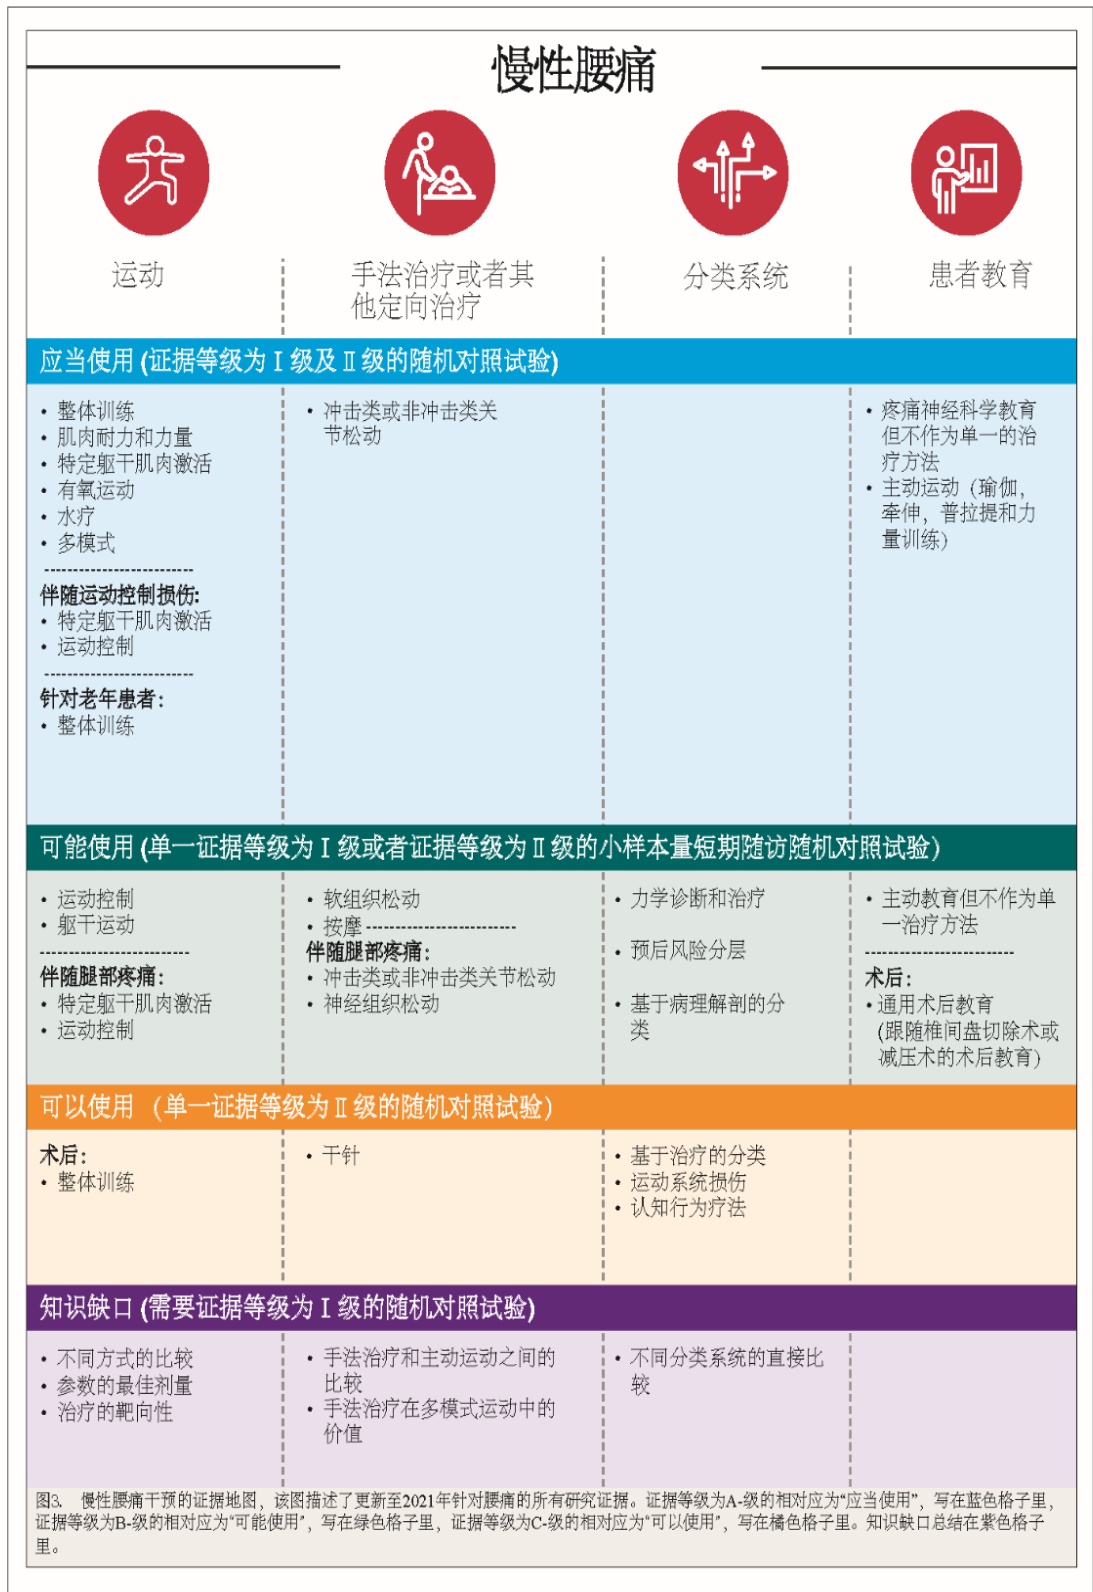 慢性腰痛
运动
手法治疗或者其
他定向治疗
分类系统
患者教育
应当使用 (证据等级为 I 级及 II 级的随机对照试验)
• 整体训练
• 肌肉耐力和力量
• 特定躯干肌肉激活
• 有氧运动
• 水疗
• 多模式
伴随运动控制损伤:
• 特定躯干肌肉激活
• 运动控制
针对老年患者:
• 整体训练
• 冲击类或非冲击类关
节松动
• 疼痛神经科学教育
但不作为单一的治
疗方法
• 主动运动（瑜伽，
牵伸，普拉提和力
量训练）
可能使用 (单一证据等级为 I 级或者证据等级为 II 级的小样本量短期随访随机对照试验)
• 运动控制
• 躯干运动
伴随腿部疼痛:
• 特定躯干肌肉激活
• 运动控制
• 软组织松动
• 按摩
伴随腿部疼痛:
• 冲击类或非冲击类关节松动
• 神经组织松动
• 力学诊断和治疗
• 预后风险分层
• 基于病理解剖的分
类
• 主动教育但不作为单
一治疗方法
术后:
• 通用术后教育
(跟随椎间盘切除术或
减压术的术后教育)
可以使用 （单一证据等级为 II 级的随机对照试验)
术后:
• 整体训练
• 干针
• 基于治疗的分类
• 运动系统损伤
• 认知行为疗法
知识缺口 (需要证据等级为 I 级的随机对照试验)
• 不同方式的比较
• 参数的最佳剂量
• 治疗的靶向性
• 手法治疗和主动运动之间的
比较
• 手法治疗在多模式运动中的
价值
• 不同分类系统的直接比
较
图3. 慢性腰痛干预的证据地图，该图描述了更新至2021年针对腰痛的所有研究证据。证据等级为A-级的相对应为“应当使用”，写在蓝色格子里，
证据等级为B-级的相对应为“可能使用”，写在绿色格子里，证据等级为C-级的相对应为“可以使用”，写在橘色格子里。知识缺口总结在紫色格子
里。